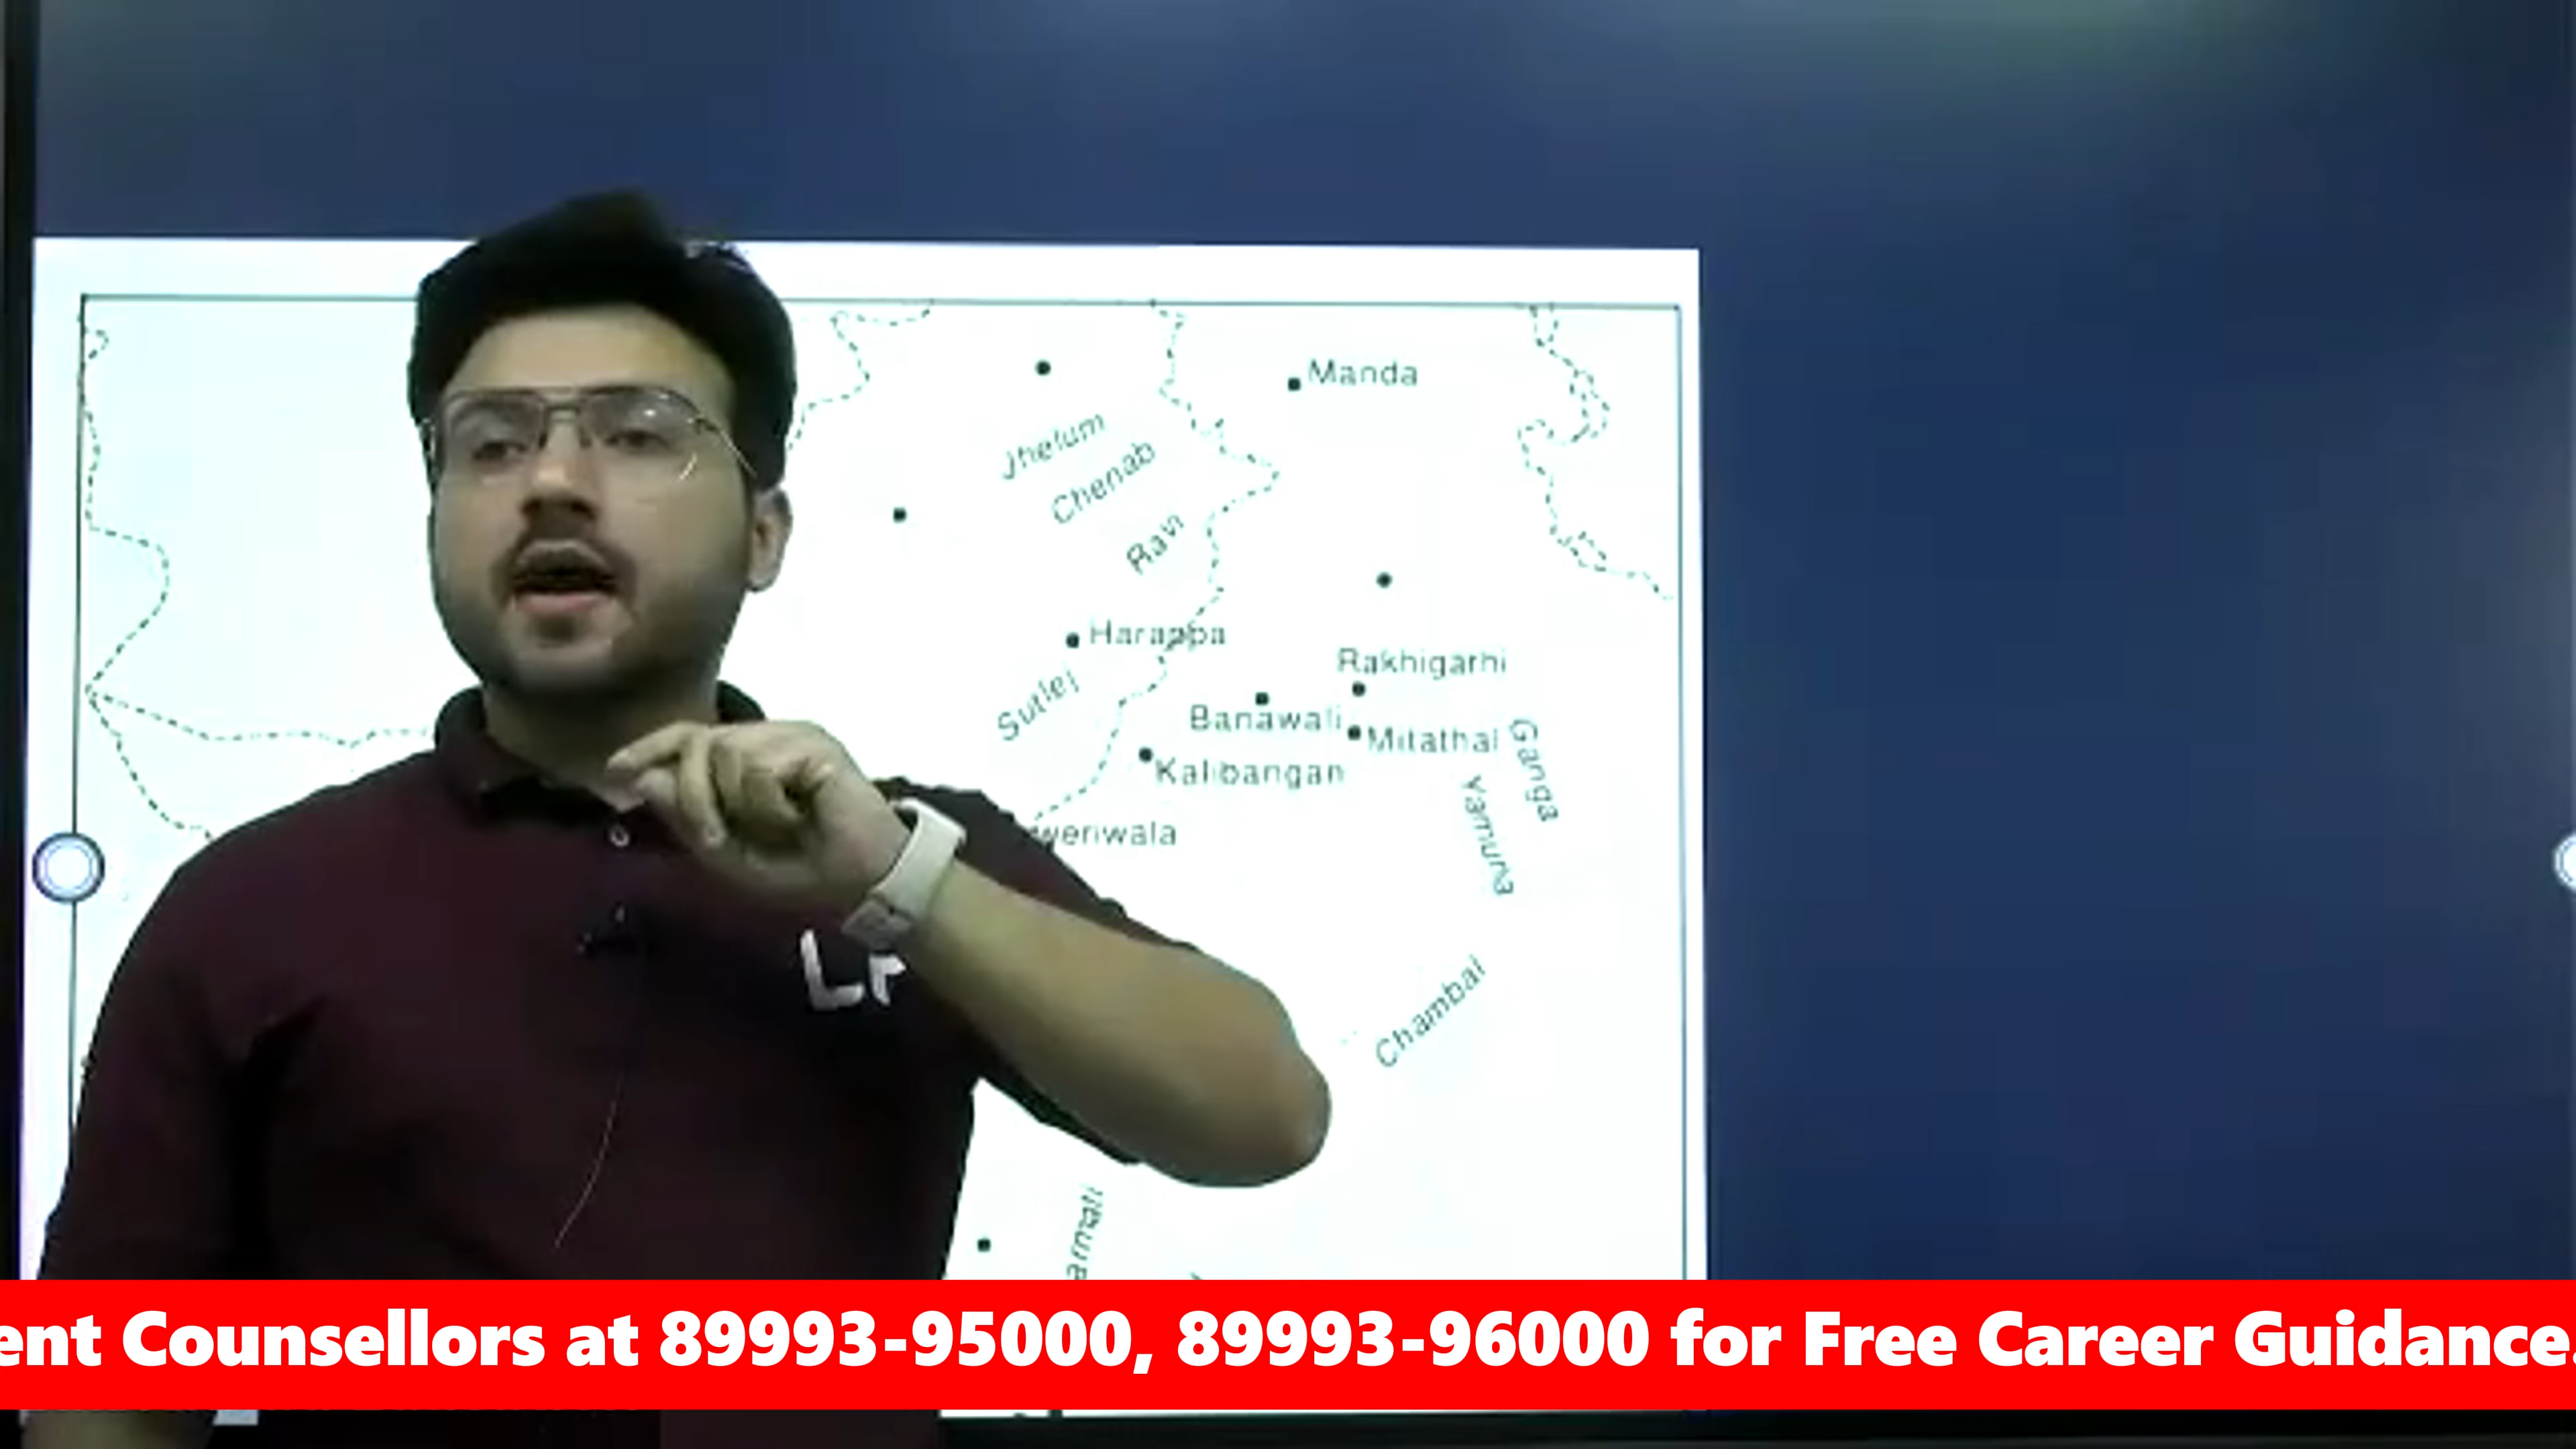 Manda
Jhelum
Chenab
Ravi
Harappa
Sutlej
Rakhigarhi
Banawali
Mitathal
Kalibangan
Ganga
Yamuna
weriwala
Chambal
L
ent Counsellors at 89993-95000, 89993-96000 for Free Career Guidance.